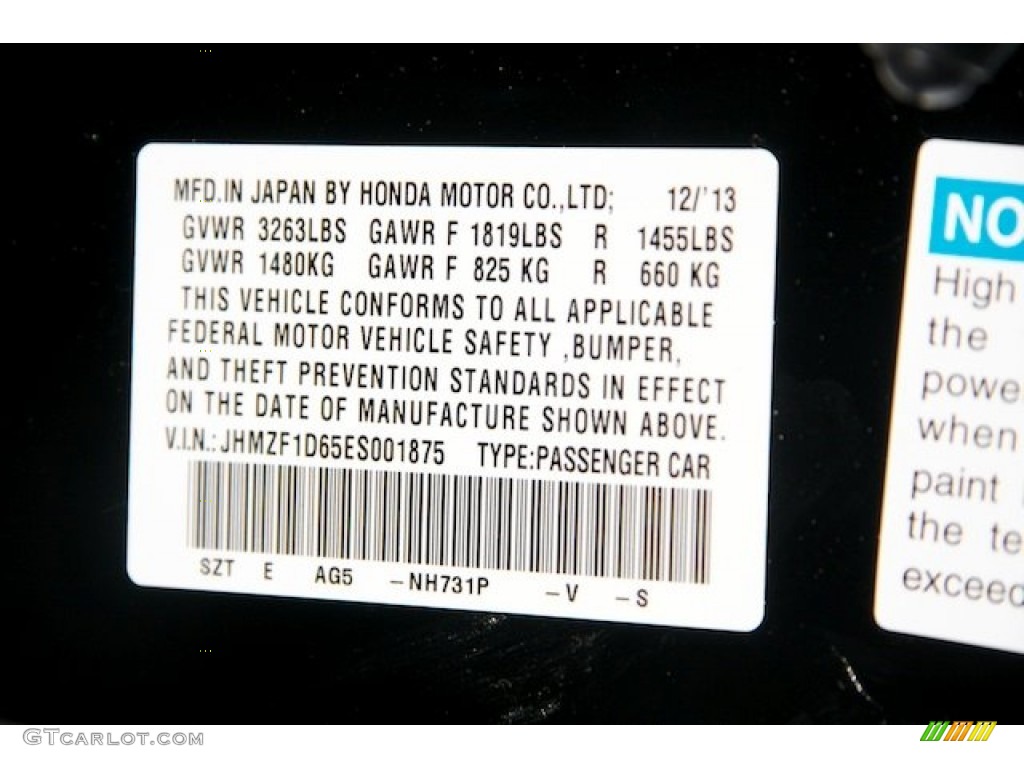 MFD.IN JAPAN BY HONDA MOTOR CO.,LTD; 12/'13
GVWR 3263LBS GAWR F 1819LBS R 1455LBS
GVWR 1480KG GAWR F 825 KG R 660 KG
THIS VEHICLE CONFORMS TO ALL APPLICABLE
FEDERAL MOTOR VEHICLE SAFETY ,BUMPER,
AND THEFT PREVENTION STANDARDS IN EFFECT
ON THE DATE OF MANUFACTURE SHOWN ABOVE.
V.I.N.: JHMZF1D65ES001875 TYPE:PASSENGER CAR
SZT E AG5 –NH731P –V –S
NO
High
the
powe
when
paint
the te
exceed
GTCARLOT.COM